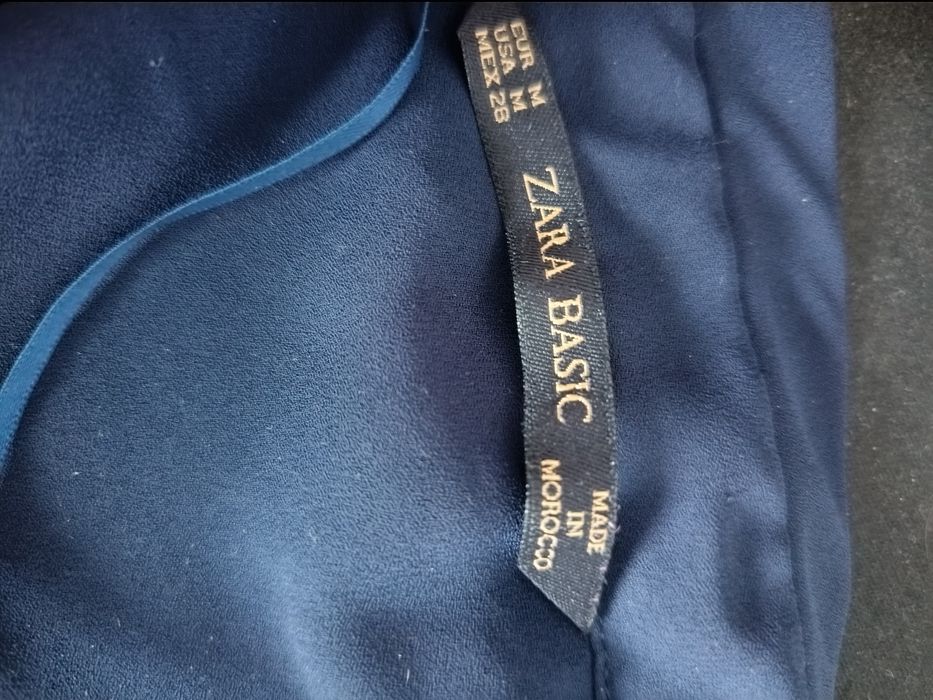 EUR M
USA M
MEX 28
ZARA BASIC
MADE
IN
MOROCCO